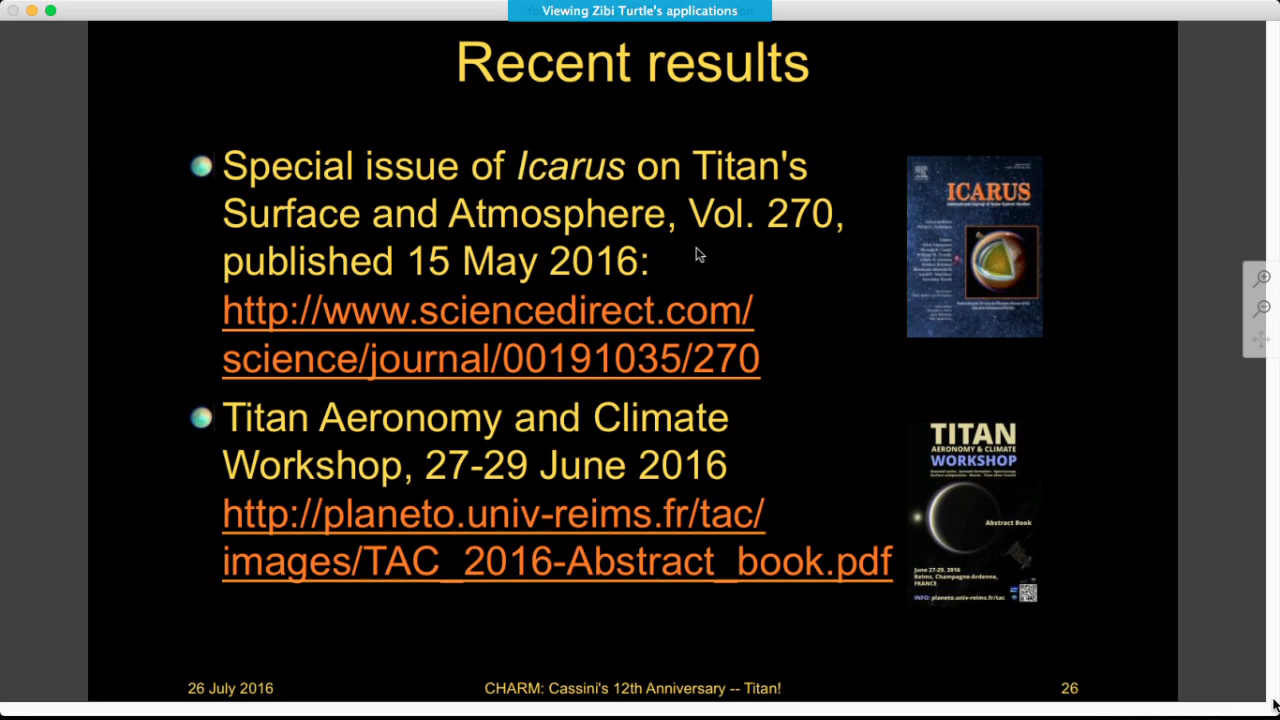 Viewing Zibi Turtle's applications
Recent results
Special issue of Icarus on Titan's
Surface and Atmosphere, Vol. 270,
published 15 May 2016:
http://www.sciencedirect.com/
science/journal/00191035/270
ICARUS
Titan Aeronomy and Climate
Workshop, 27-29 June 2016
http://planeto.univ-reims.fr/tac/
images/TAC_2016-Abstract_book.pdf
TITAN
AERONOMY & CLIMATE
WORKSHOP
Abstract Book
June 27-29, 2016
Reims, Champagne-Ardenne,
FRANCE
INFO: planeto.univ-reims.fr/tac
26 July 2016
CHARM: Cassini's 12th Anniversary -- Titan!
26